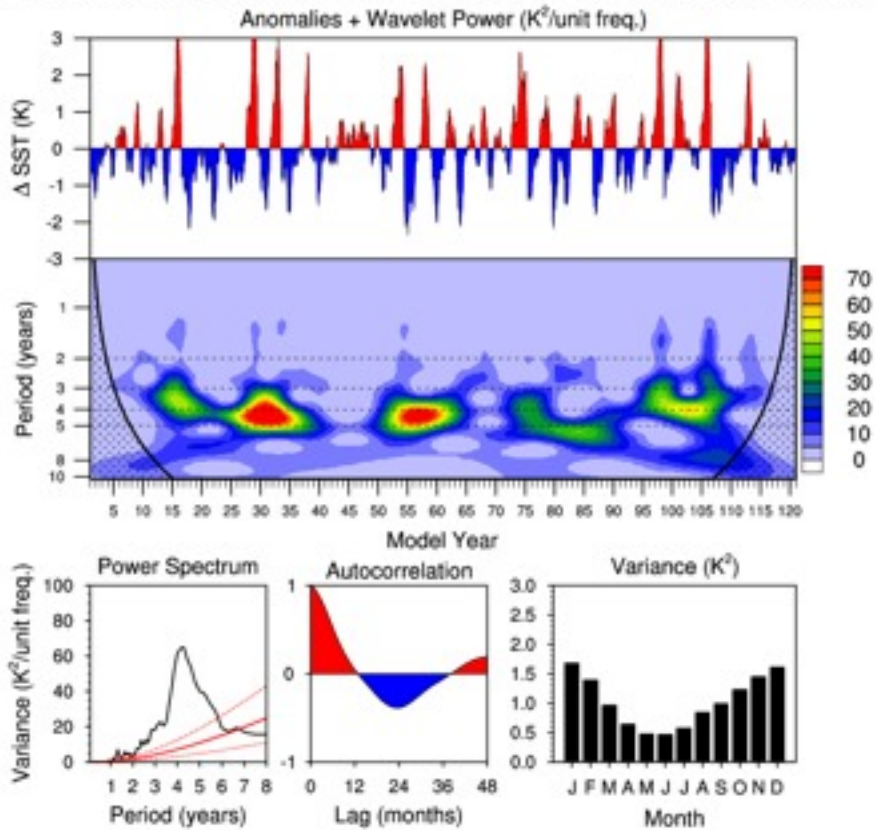 Anomalies + Wavelet Power (K²/unit freq.)
Δ SST (K)
3
2
1
0
-1
-2
-3
Period (years)
1
2
3
4
5
8
10
70
60
50
40
30
20
10
0
5 10 15 20 25 30 35 40 45 50 55 60 65 70 75 80 85 90 95 100 105 110 115 120
Model Year
Power Spectrum
Variance (K²/unit freq.)
100
80
60
40
20
0
1 2 3 4 5 6 7 8
Period (years)
Autocorrelation
1
0
-1
0 12 24 36 48
Lag (months)
Variance (K²)
3.0
2.5
2.0
1.5
1.0
0.5
0.0
J F M A M J J A S O N D
Month